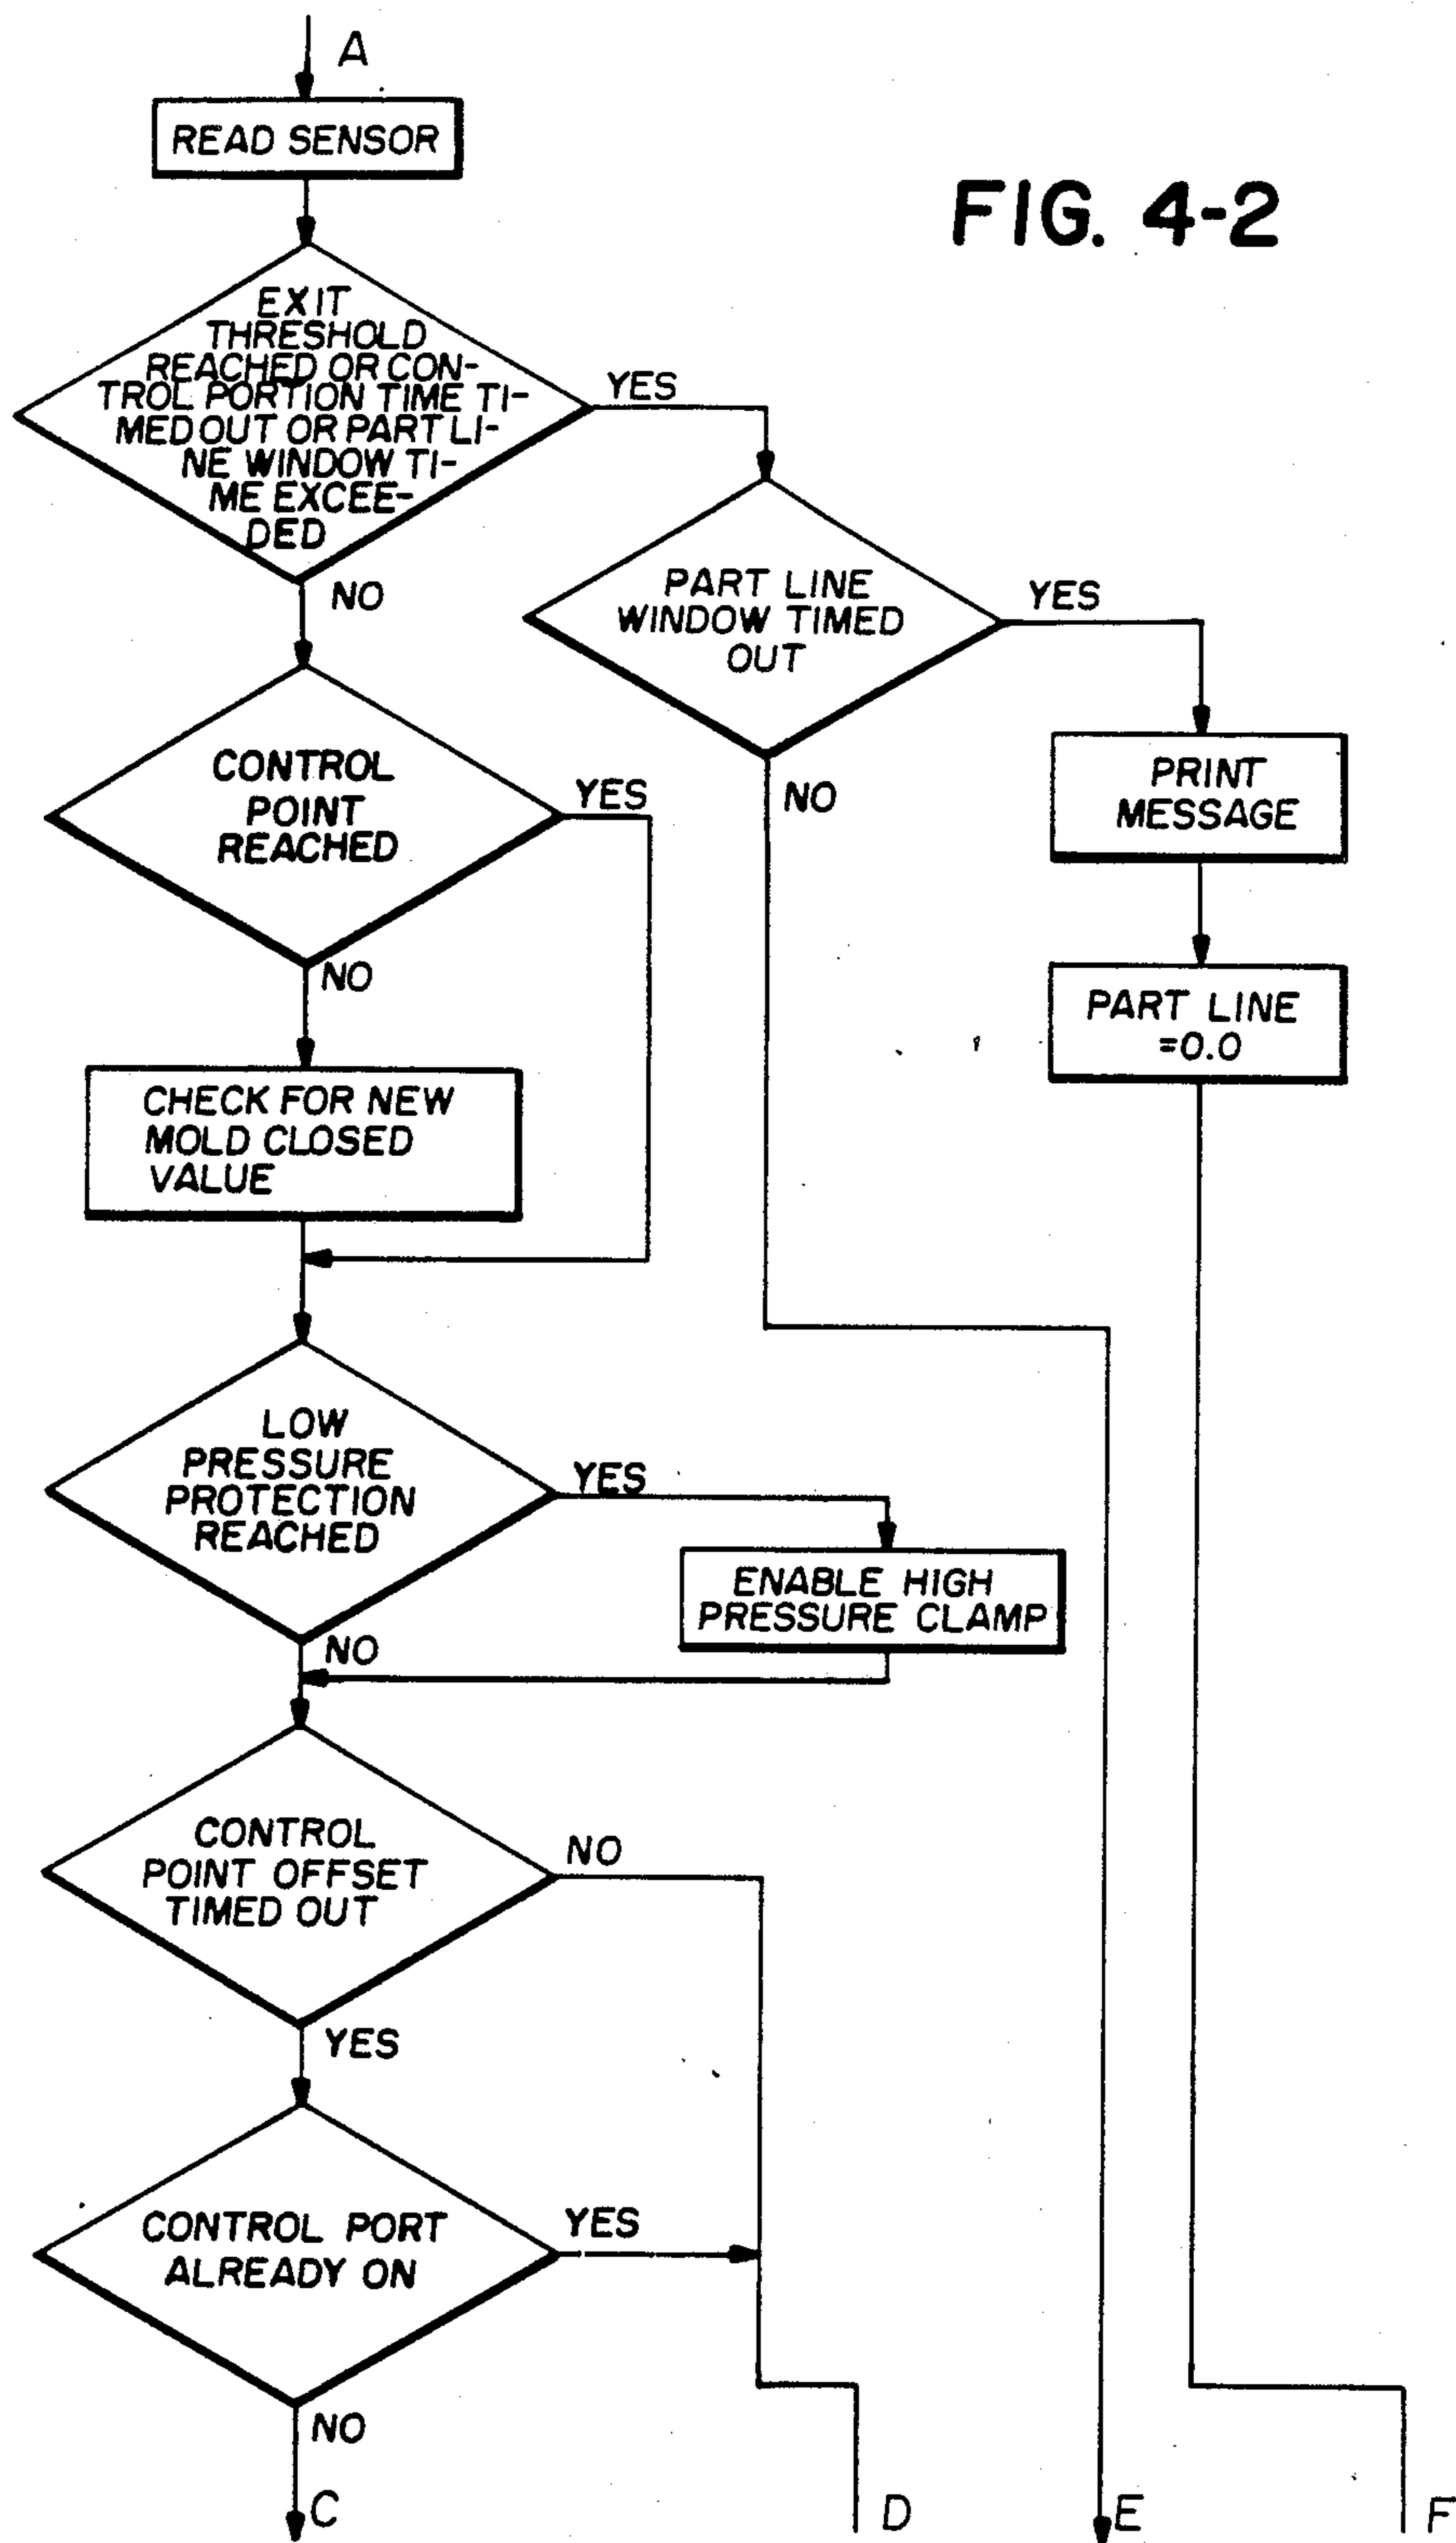 A
READ SENSOR
FIG. 4-2
EXIT
THRESHOLD
REACHED OR CON-
TROL PORTION TIME TI-
MED OUT OR PART LI-
NE WINDOW TI-
ME EXCEE-
DED
YES
NO
PART LINE
WINDOW TIMED
OUT
YES
NO
PRINT
MESSAGE
PART LINE
=0.0
CONTROL
POINT
REACHED
YES
NO
CHECK FOR NEW
MOLD CLOSED
VALUE
LOW
PRESSURE
PROTECTION
REACHED
YES
NO
ENABLE HIGH
PRESSURE CLAMP
CONTROL
POINT OFFSET
TIMED OUT
NO
YES
CONTROL PORT
ALREADY ON
YES
NO
C
D
E
F